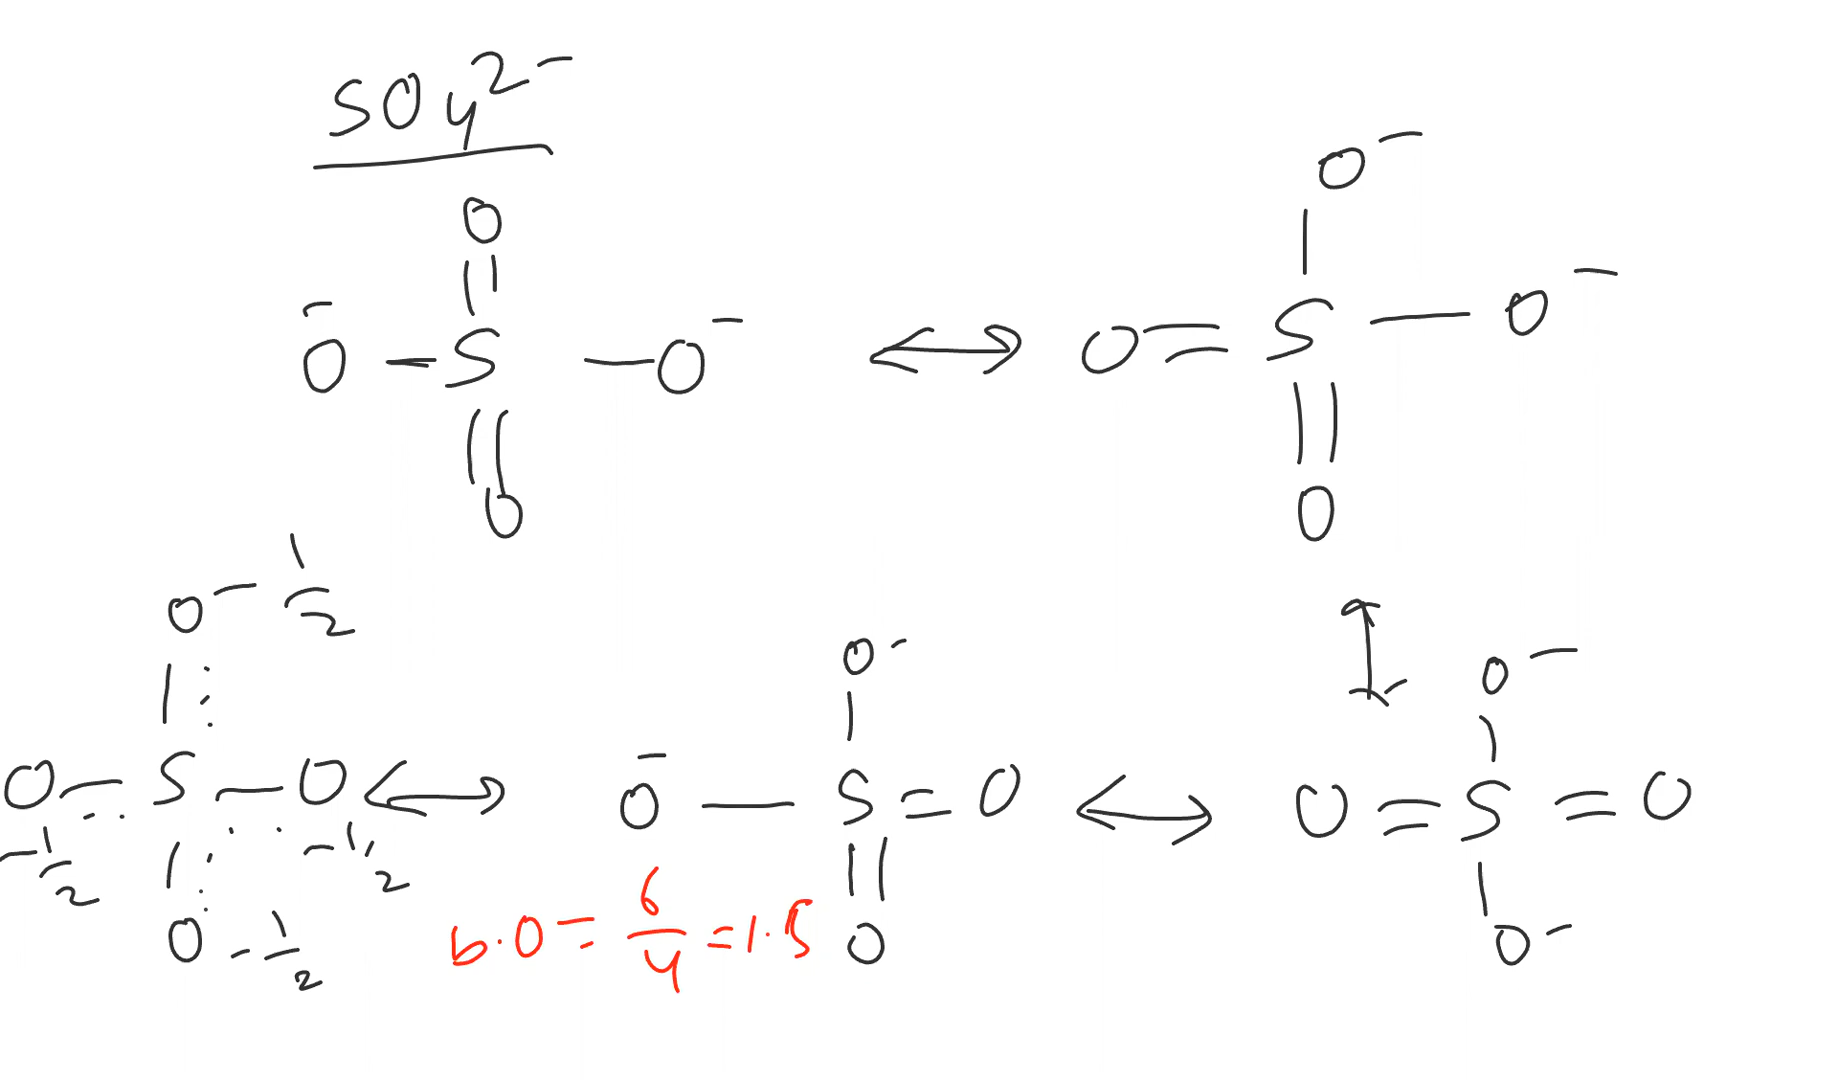 SO4^2-
O
O^- - S - O^- ⟷ O = S - O^-
O
O^-
O
O^- 1/2
O - S - O ⟷ O^- - S = O ⟷ O = S = O
O^-
O^-
-1/2
-1/2
O - 1/2
b.O = 6/4 = 1.5
O
O^-